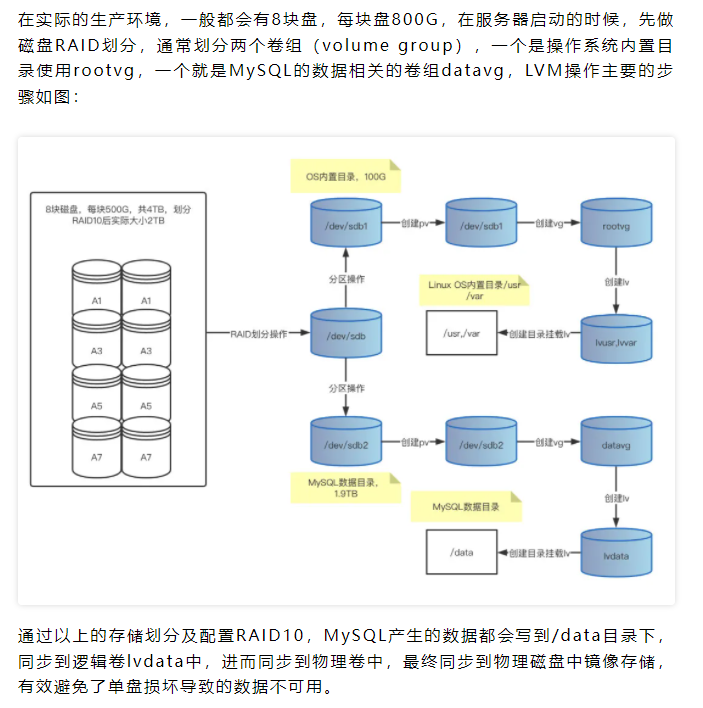 在实际的生产环境，一般都会有8块盘，每块盘800G，在服务器启动的时候，先做
磁盘RAID划分，通常划分两个卷组（volume group），一个是操作系统内置目
录使用rootvg，一个就是MySQL的数据相关的卷组datavg，LVM操作主要的步
骤如图：
OS内置目录，100G
8块磁盘，每块500G，共4TB，划分
RAID10后实际大小2TB
/dev/sdb1
创建pv
/dev/sdb1
创建vg
rootvg
分区操作
创建lv
Linux OS内置目录/usr
/var
A1
A1
RAID划分操作
/dev/sdb
/usr,/var
创建目录挂载lv
lvusr,lvvar
A3
A3
分区操作
A5
A5
/dev/sdb2
创建pv
/dev/sdb2
创建vg
datavg
A7
A7
MySQL数据目录，
1.9TB
创建lv
MySQL数据目录
/data
创建目录挂载lv
lvdata
通过以上的存储划分及配置RAID10，MySQL产生的数据都会写到/data目录下，
同步到逻辑卷lvdata中，进而同步到物理卷中，最终同步到物理磁盘中镜像存储，
有效避免了单盘损坏导致的数据不可用。